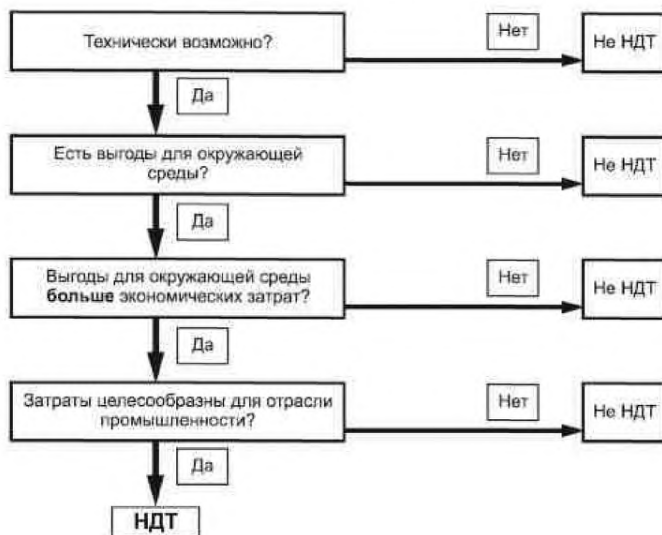 Технически возможно?
Нет
Не НДТ
Да
Есть выгоды для окружающей
среды?
Нет
Не НДТ
Да
Выгоды для окружающей среды
больше экономических затрат?
Нет
Не НДТ
Да
Затраты целесообразны для отрасли
промышленности?
Нет
Не НДТ
Да
НДТ